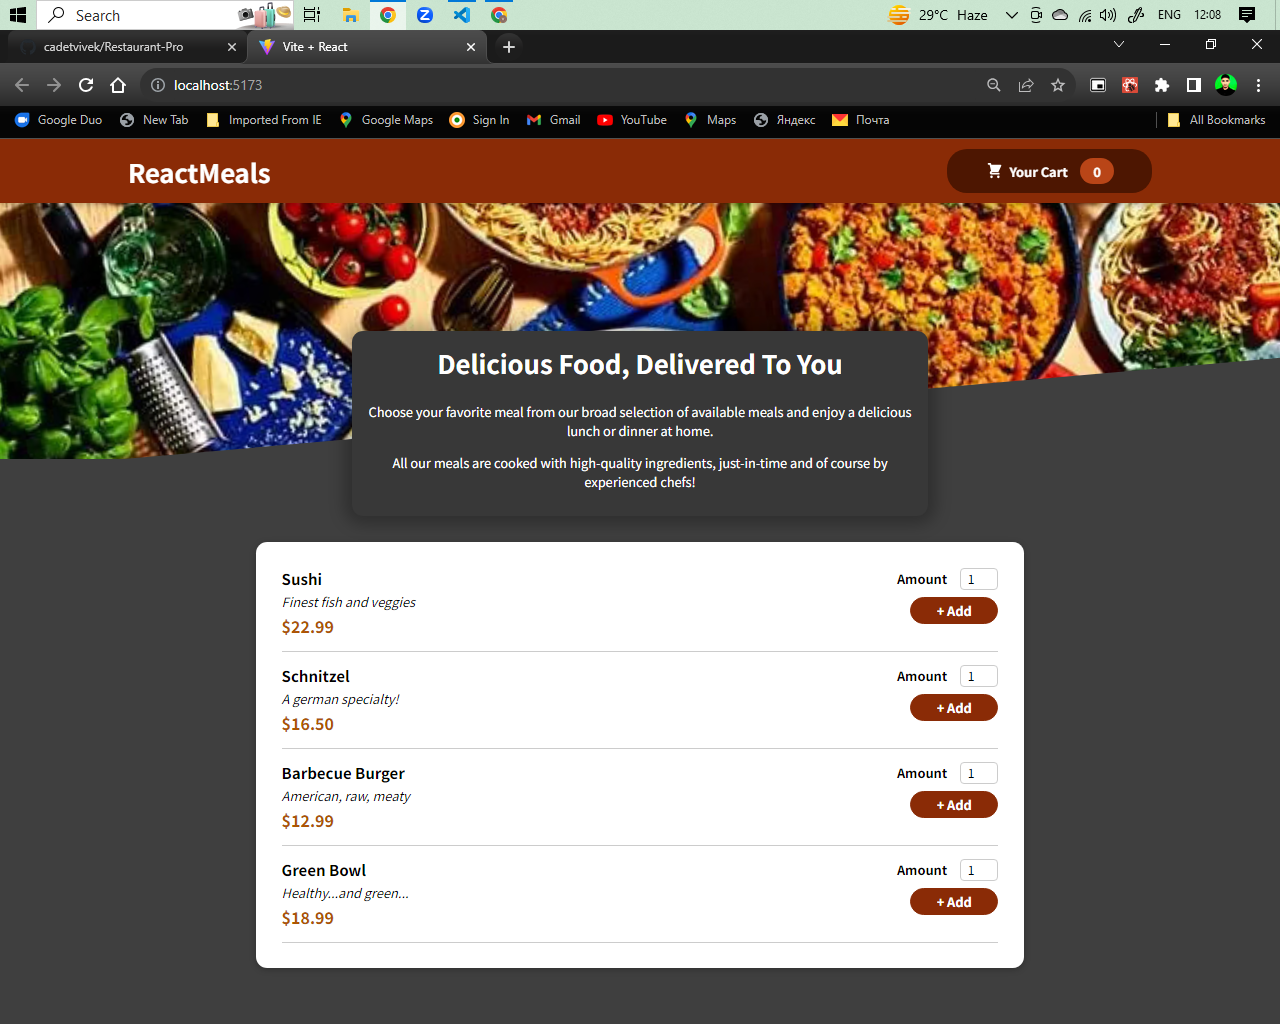 Search
29°C Haze
ENG
12:08
cadetvivek/Restaurant-Pro
Vite + React
localhost:5173
Google Duo
New Tab
Imported From IE
Google Maps
Sign In
Gmail
YouTube
Maps
Яндекс
Почта
All Bookmarks
ReactMeals
Your Cart 0
Delicious Food, Delivered To You
Choose your favorite meal from our broad selection of available meals and enjoy a delicious
lunch or dinner at home.
All our meals are cooked with high-quality ingredients, just-in-time and of course by
experienced chefs!
Sushi
Finest fish and veggies
$22.99
Amount 1
+ Add
Schnitzel
A german specialty!
$16.50
Amount 1
+ Add
Barbecue Burger
American, raw, meaty
$12.99
Amount 1
+ Add
Green Bowl
Healthy...and green...
$18.99
Amount 1
+ Add